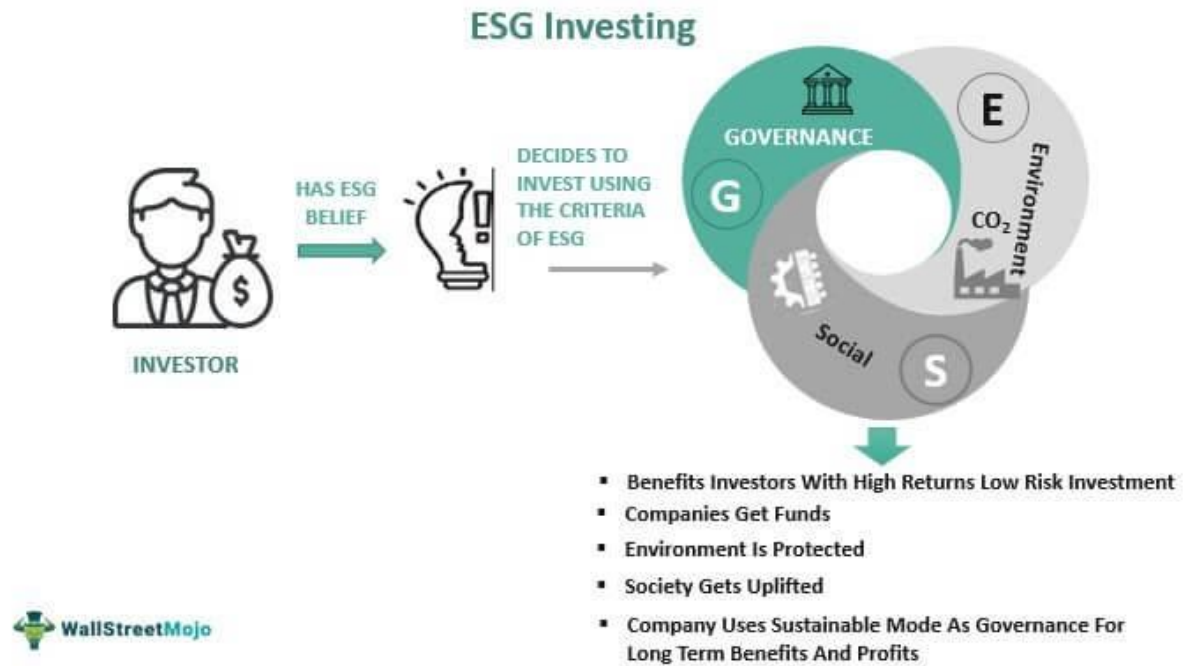 ESG Investing
INVESTOR
HAS ESG
BELIEF
DECIDES TO
INVEST USING
THE CRITERIA
OF ESG
$
GOVERNANCE
G
E
Environment
CO₂
Social
S
▪ Benefits Investors With High Returns Low Risk Investment
▪ Companies Get Funds
▪ Environment Is Protected
▪ Society Gets Uplifted
▪ Company Uses Sustainable Mode As Governance For
Long Term Benefits And Profits
WallStreetMojo